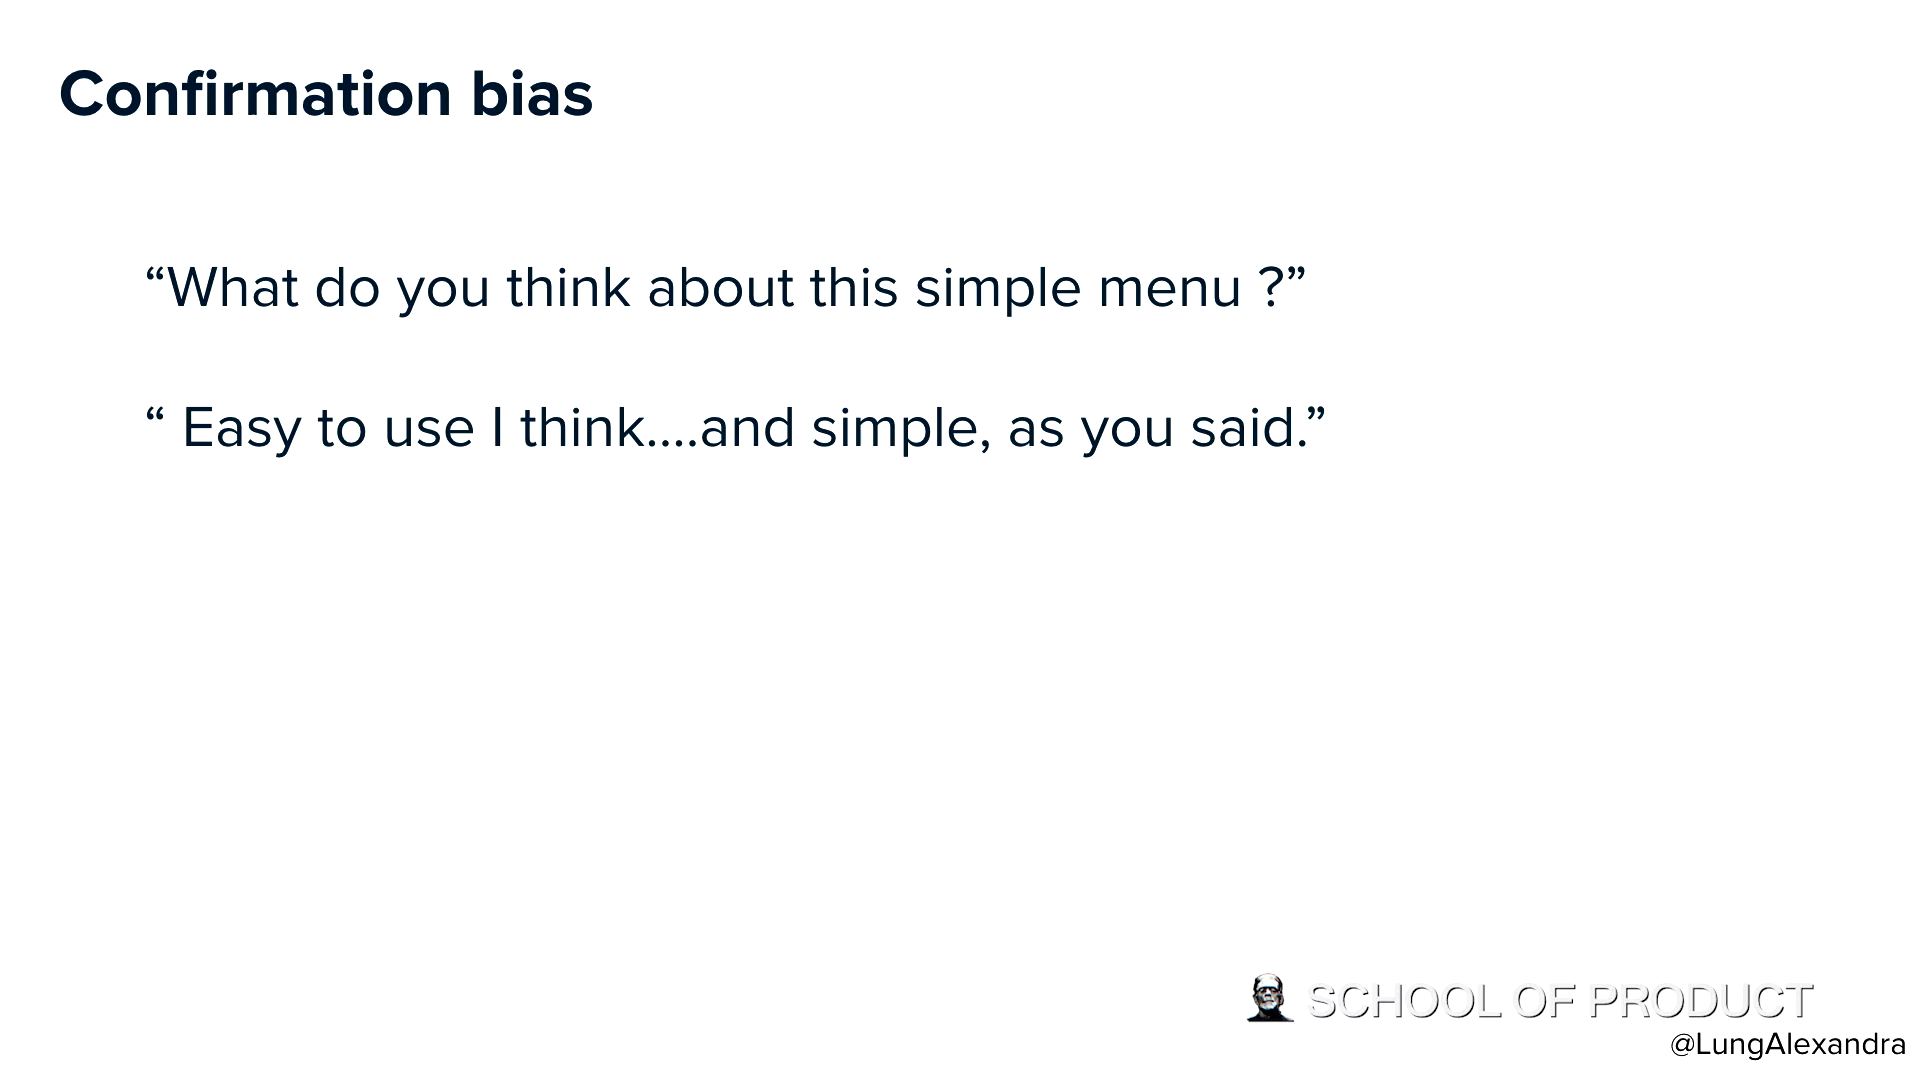 Confirmation bias
“What do you think about this simple menu ?”
“ Easy to use I think....and simple, as you said.”
SCHOOL OF PRODUCT
@LungAlexandra